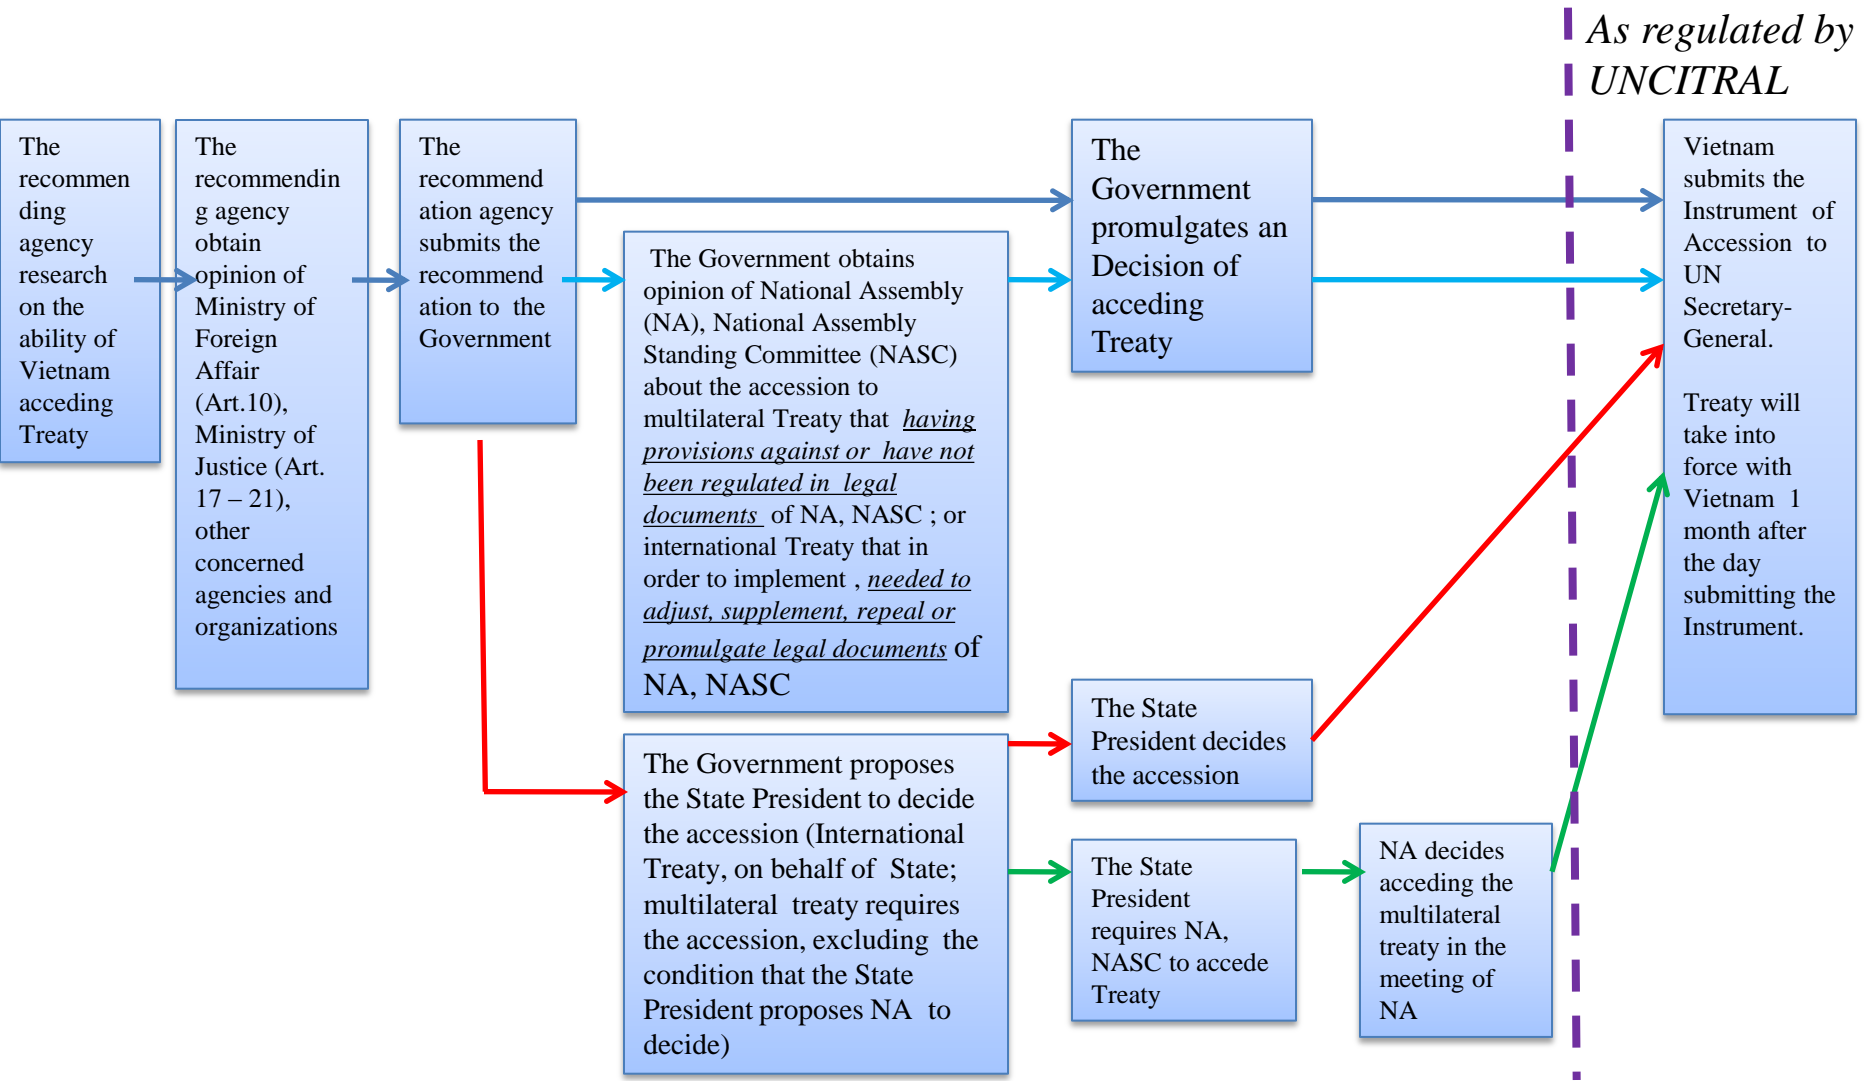 As regulated by
UNCITRAL
The
recommen
ding
agency
research
on the
ability of
Vietnam
acceding
Treaty
The
recommendin
g agency
obtain
opinion of
Ministry of
Foreign
Affair
(Art.10),
Ministry of
Justice (Art.
17 – 21),
other
concerned
agencies and
organizations
The
recommend
ation agency
submits the
recommend
ation to the
Government
The Government obtains
opinion of National Assembly
(NA), National Assembly
Standing Committee (NASC)
about the accession to
multilateral Treaty that having
provisions against or have not
been regulated in legal
documents of NA, NASC ; or
international Treaty that in
order to implement , needed to
adjust, supplement, repeal or
promulgate legal documents of
NA, NASC
The Government proposes
the State President to decide
the accession (International
Treaty, on behalf of State;
multilateral treaty requires
the accession, excluding the
condition that the State
President proposes NA to
decide)
The
Government
promulgates an
Decision of
acceding
Treaty
The State
President decides
the accession
The State
President
requires NA,
NASC to accede
Treaty
NA decides
acceding the
multilateral
treaty in the
meeting of
NA
Vietnam
submits the
Instrument of
Accession to
UN
Secretary-
General.
Treaty will
take into
force with
Vietnam 1
month after
the day
submitting the
Instrument.